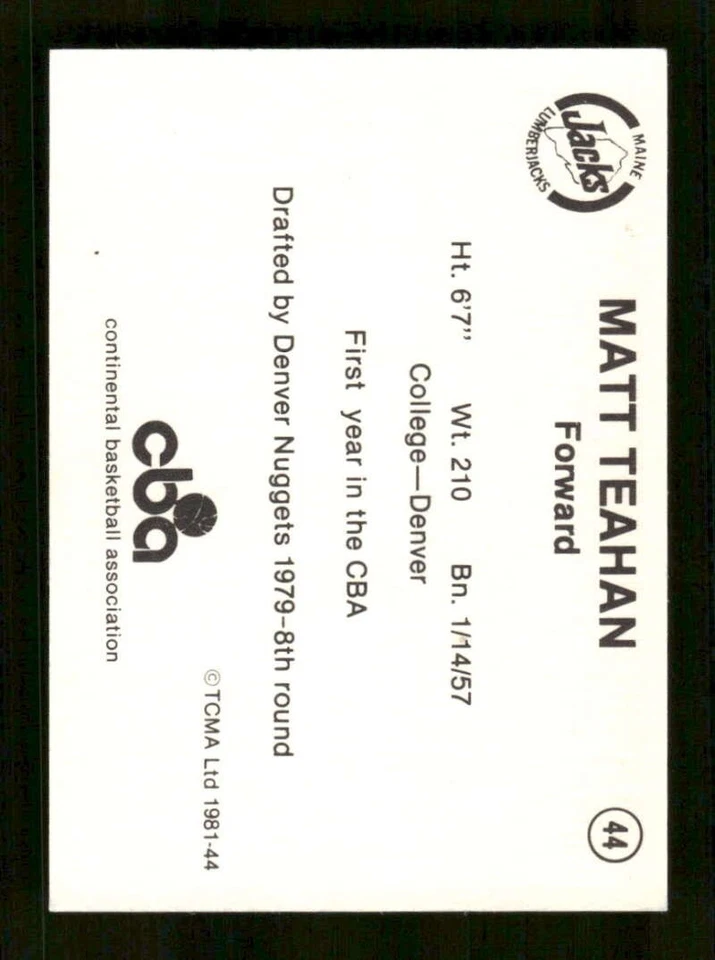 MAINE
Jacks
LUMBERJACKS
MATT TEAHAN
44
Forward
Ht. 6'7" Wt. 210 Bn. 1/14/57
College—Denver
First year in the CBA
Drafted by Denver Nuggets 1979-8th round
©TCMA Ltd 1981-44
cba
continental basketball association